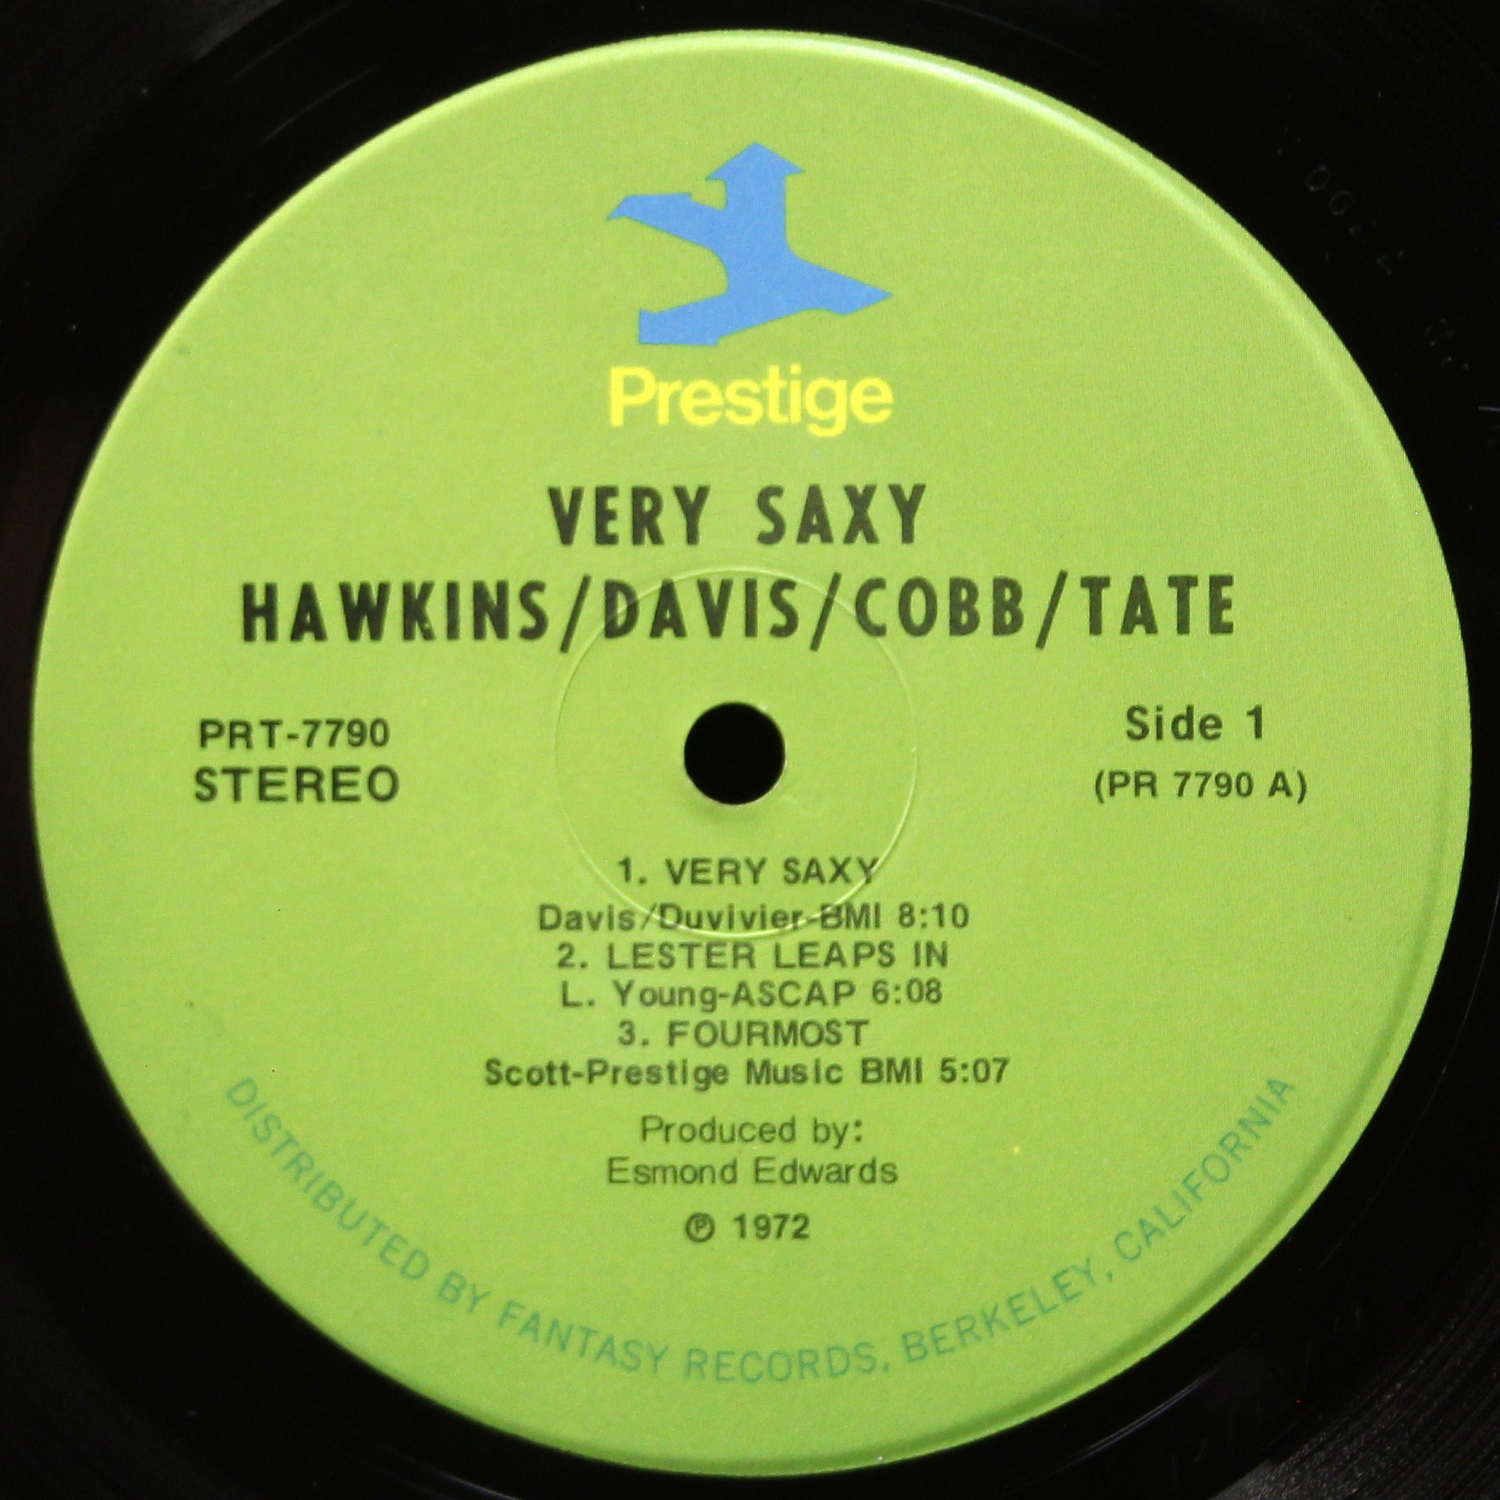 Prestige
VERY SAXY
HAWKINS/DAVIS/COBB/TATE
PRT-7790
STEREO
Side 1
(PR 7790 A)
1. VERY SAXY
Davis/Duvivier-BMI 8:10
2. LESTER LEAPS IN
L. Young-ASCAP 6:08
3. FOURMOST
Scott-Prestige Music BMI 5:07
Produced by:
Esmond Edwards
℗ 1972
DISTRIBUTED BY FANTASY RECORDS, BERKELEY, CALIFORNIA